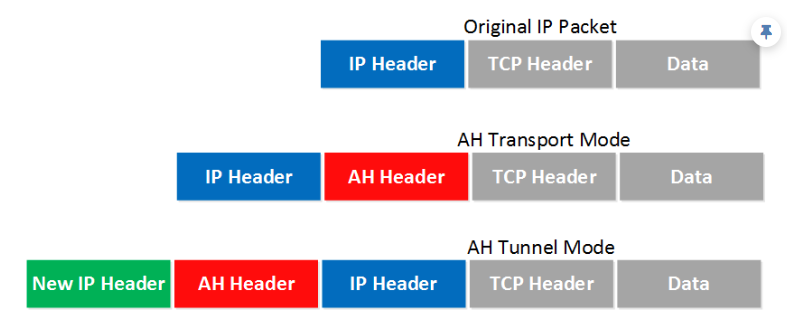 Original IP Packet
IP Header TCP Header Data
AH Transport Mode
IP Header AH Header TCP Header Data
AH Tunnel Mode
New IP Header AH Header IP Header TCP Header Data